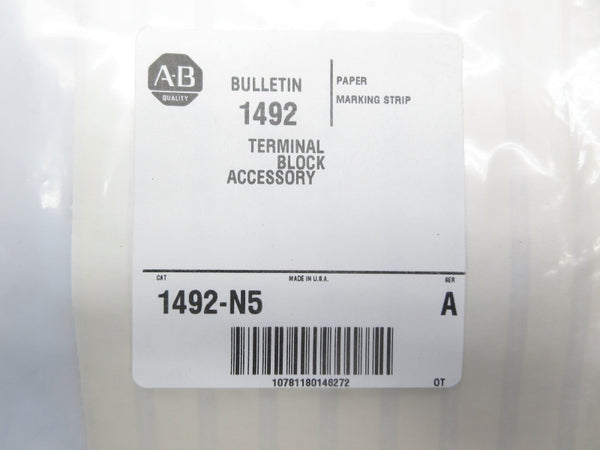 A-B
QUALITY
BULLETIN
1492
TERMINAL
BLOCK
ACCESSORY
PAPER
MARKING STRIP
CAT
MADE IN U.S.A.
SER
1492-N5
A
10781180146272
OT